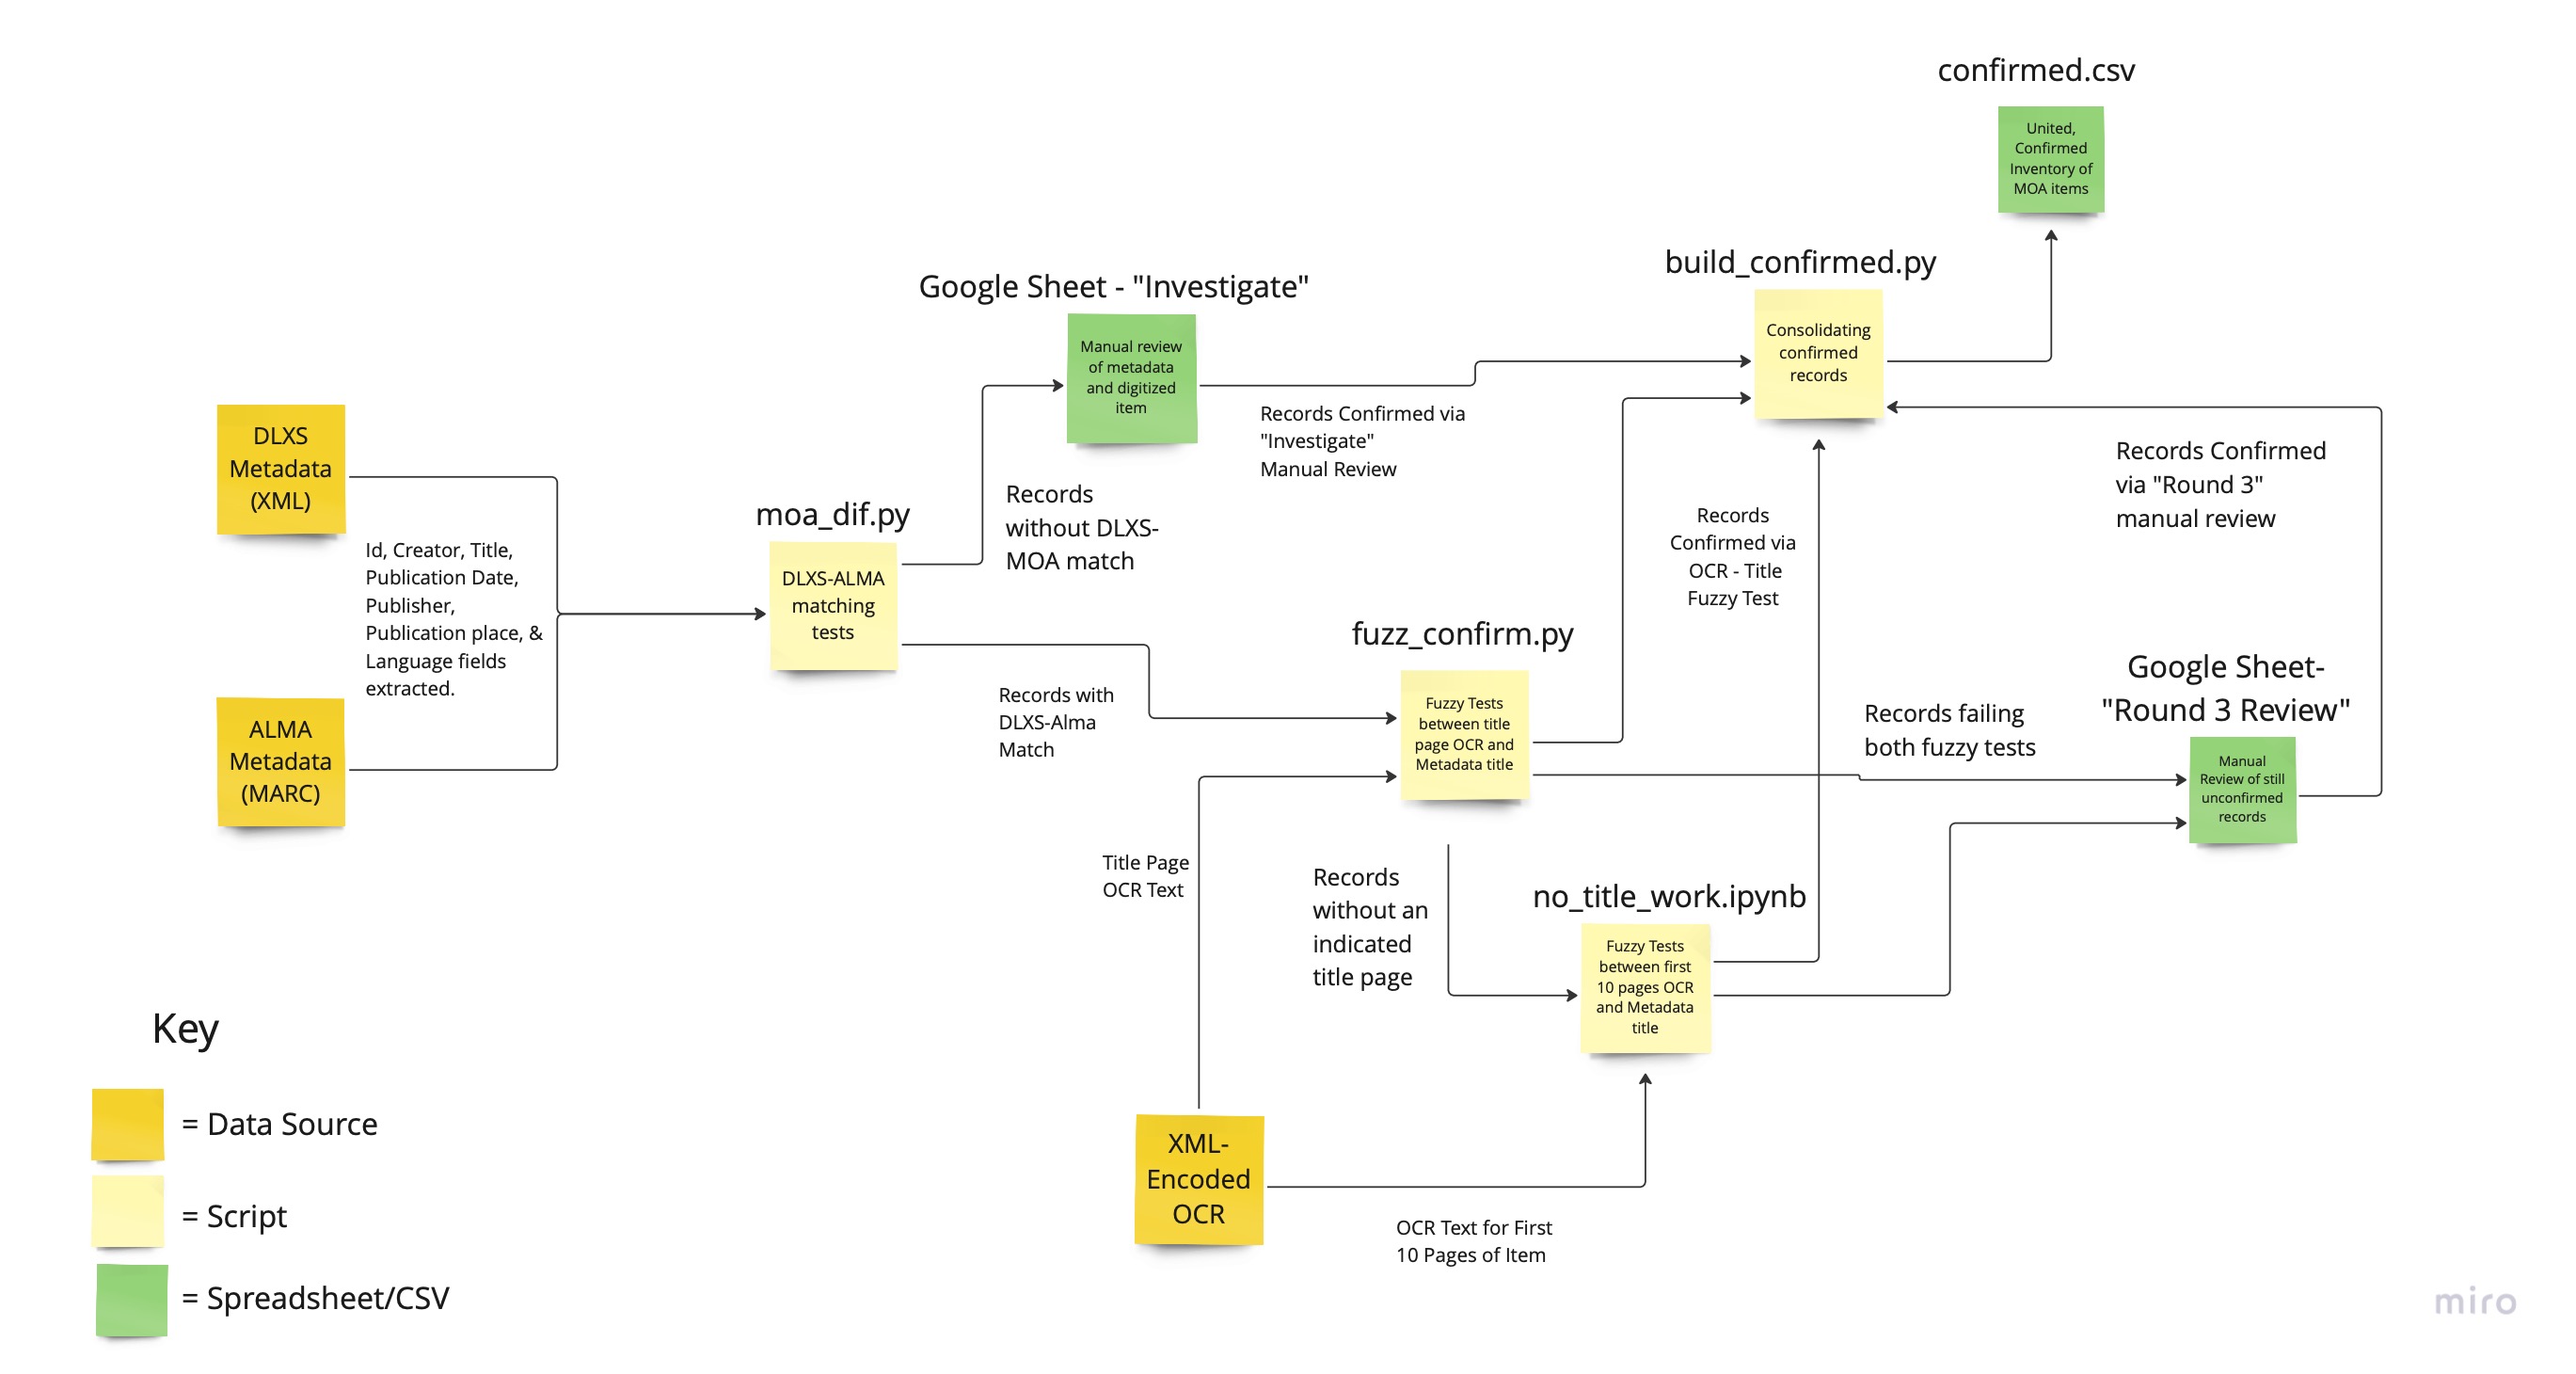 confirmed.csv
United,
Confirmed
Inventory of
MOA items
build_confirmed.py
Consolidating
confirmed
records
Google Sheet - "Investigate"
Manual review
of metadata
and digitized
item
Records Confirmed via
"Investigate"
Manual Review
DLXS
Metadata
(XML)
Id, Creator, Title,
Publication Date,
Publisher,
Publication place, &
Language fields
extracted.
ALMA
Metadata
(MARC)
moa_dif.py
DLXS-ALMA
matching
tests
Records
without DLXS-
MOA match
Records with
DLXS-Alma
Match
fuzz_confirm.py
Fuzzy Tests
between title
page OCR and
Metadata title
Records
Confirmed via
OCR - Title
Fuzzy Test
Records Confirmed
via "Round 3"
manual review
Google Sheet-
"Round 3 Review"
Manual
Review of still
unconfirmed
records
Records failing
both fuzzy tests
Title Page
OCR Text
Records
without an
indicated
title page
no_title_work.ipynb
Fuzzy Tests
between first
10 pages OCR
and Metadata
title
XML-
Encoded
OCR
OCR Text for First
10 Pages of Item
Key
= Data Source
= Script
= Spreadsheet/CSV
miro